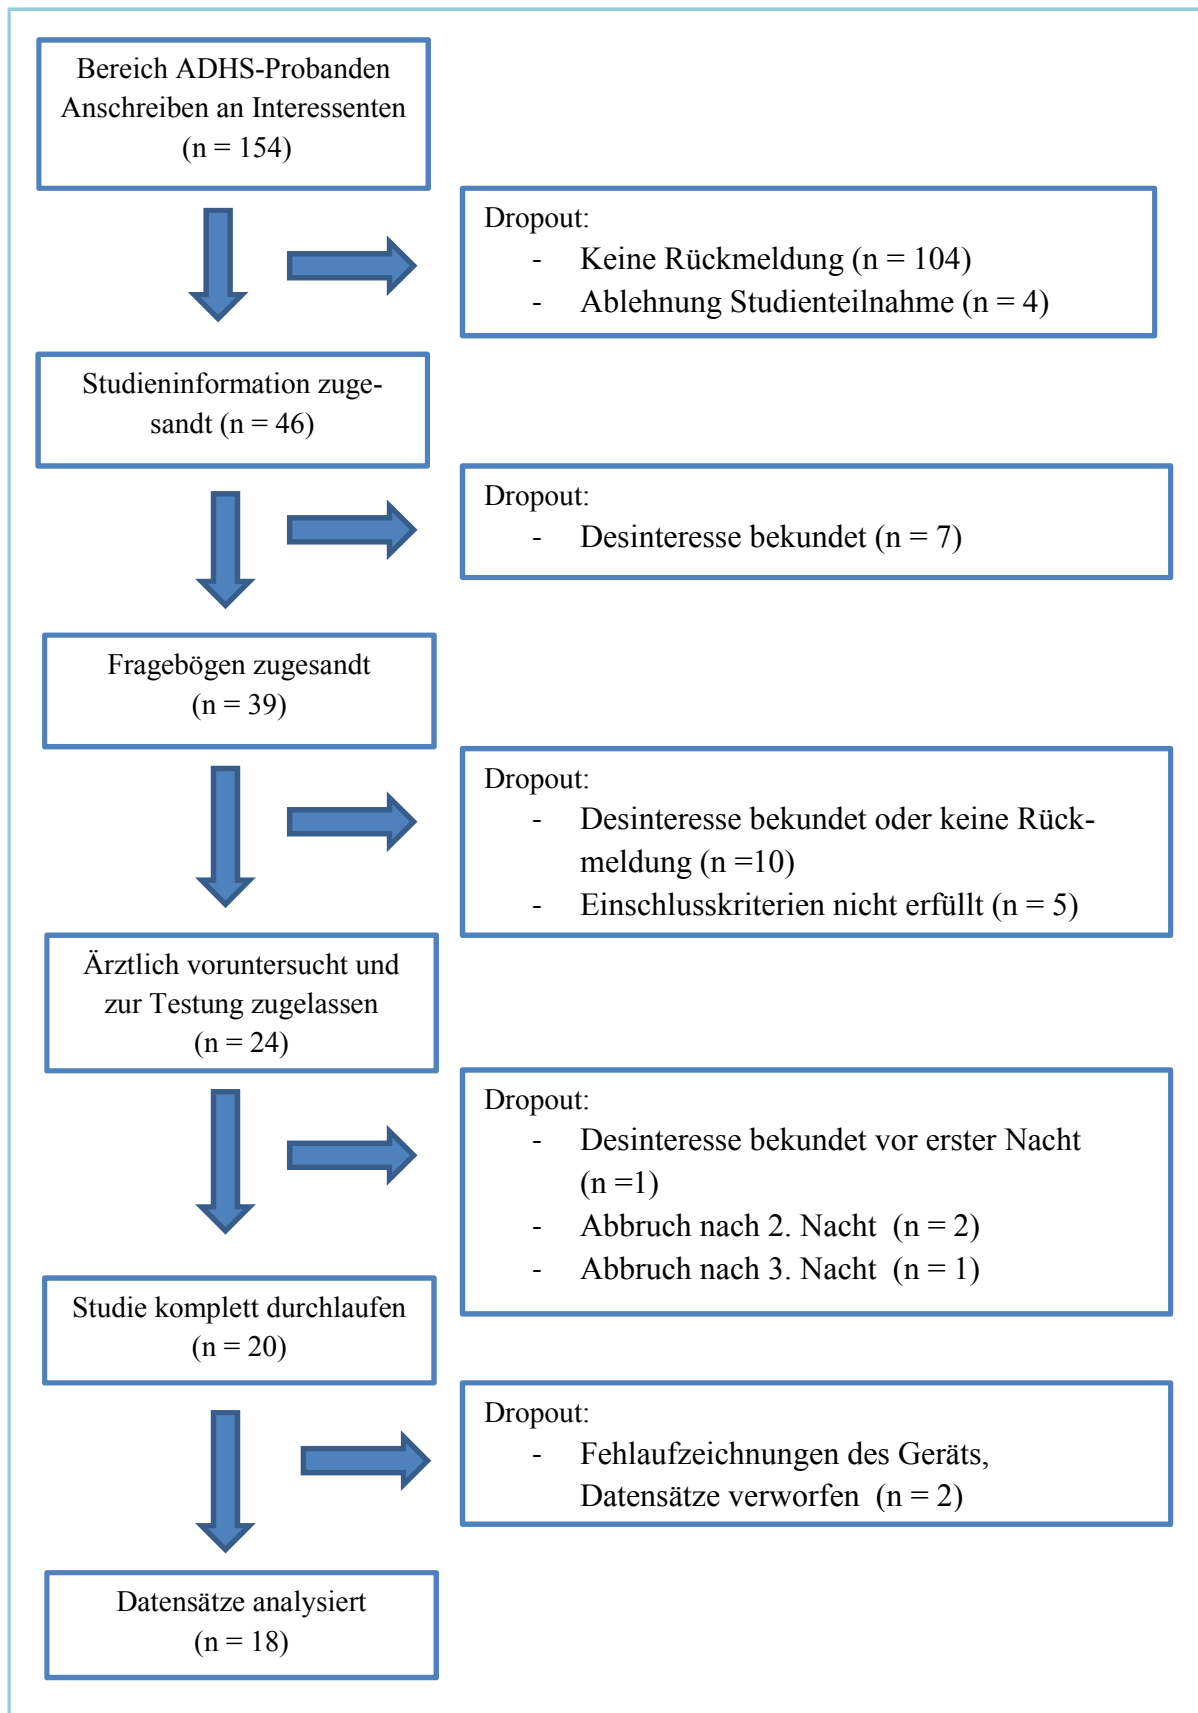 Bereich ADHS-Probanden
Anschreiben an Interessenten
(n = 154)
Dropout:
- Keine Rückmeldung (n = 104)
- Ablehnung Studienteilnahme (n = 4)
Studieninformation zuge-
sandt (n = 46)
Dropout:
- Desinteresse bekundet (n = 7)
Fragebögen zugesandt
(n = 39)
Dropout:
- Desinteresse bekundet oder keine Rück-
meldung (n =10)
- Einschlusskriterien nicht erfüllt (n = 5)
Ärztlich voruntersucht und
zur Testung zugelassen
(n = 24)
Dropout:
- Desinteresse bekundet vor erster Nacht
(n =1)
- Abbruch nach 2. Nacht  (n = 2)
- Abbruch nach 3. Nacht  (n = 1)
Studie komplett durchlaufen
(n = 20)
Dropout:
- Fehlaufzeichnungen des Geräts,
Datensätze verworfen  (n = 2)
Datensätze analysiert
(n = 18)